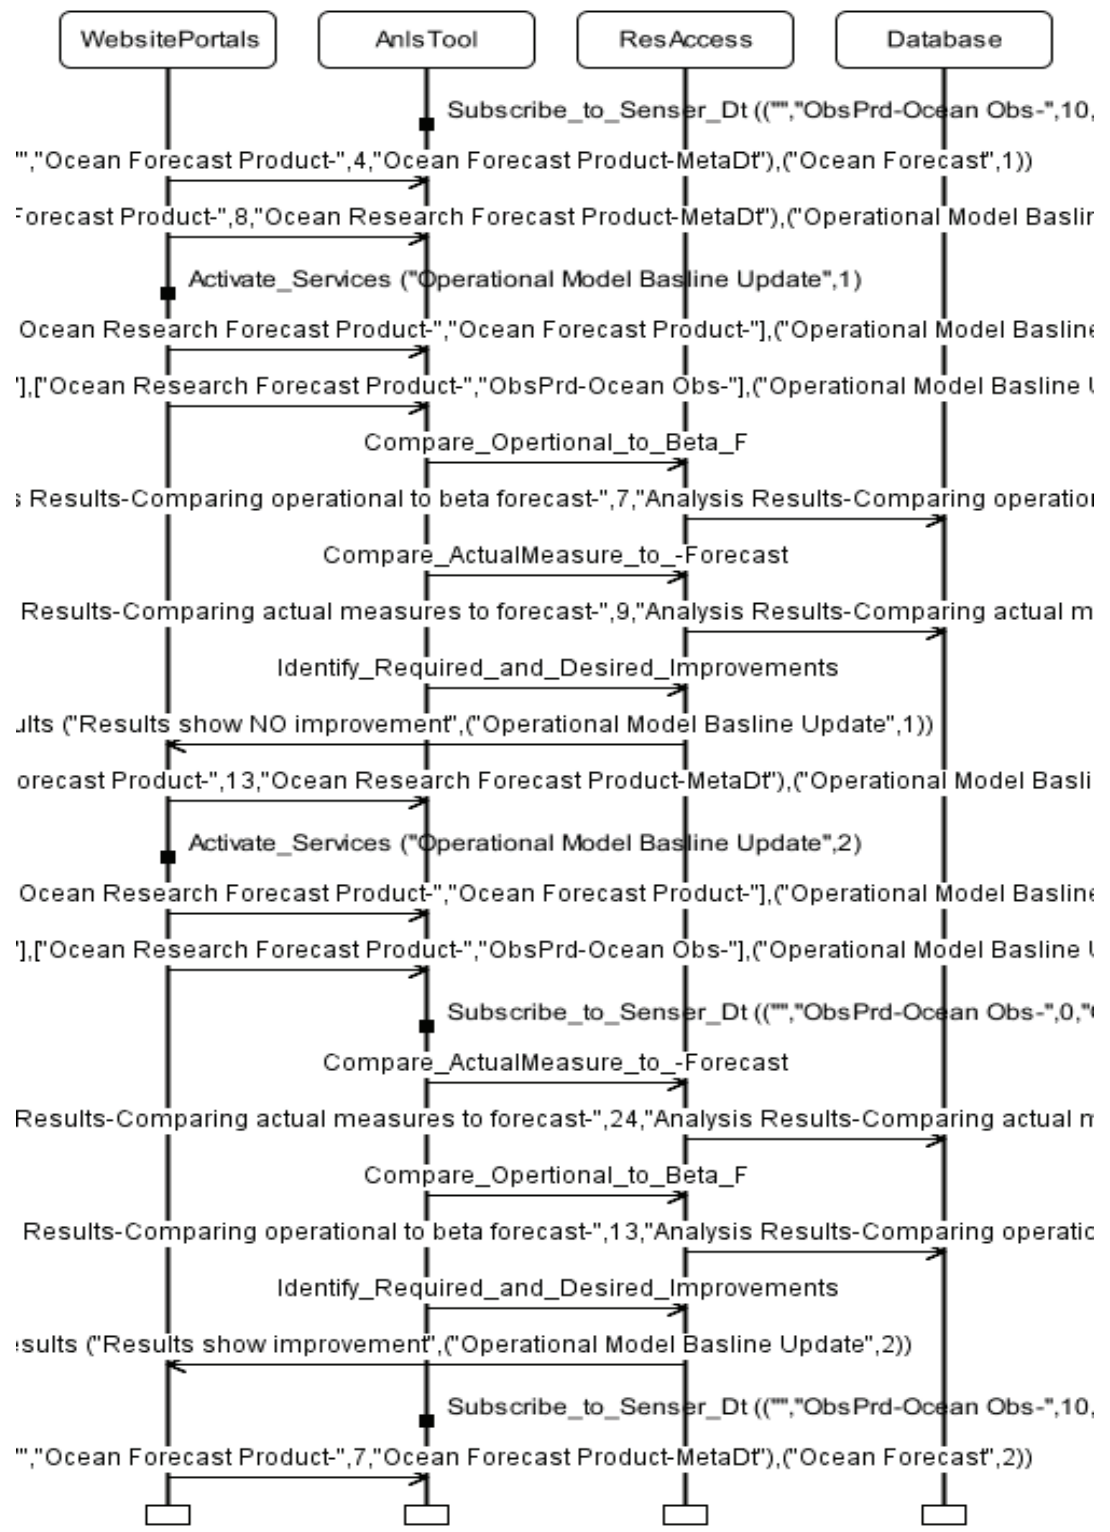 WebsitePortals AnlsTool ResAccess Database
Subscribe_to_Senser_Dt (("","ObsPrd-Ocean Obs-",10,
"","Ocean Forecast Product-",4,"Ocean Forecast Product-MetaDt"),("Ocean Forecast",1))
Forecast Product-",8,"Ocean Research Forecast Product-MetaDt"),("Operational Model Baslin
Activate_Services ("Operational Model Basline Update",1)
Ocean Research Forecast Product-","Ocean Forecast Product-"],("Operational Model Basline
"],["Ocean Research Forecast Product-","ObsPrd-Ocean Obs-"],("Operational Model Basline U
Compare_Opertional_to_Beta_F
s Results-Comparing operational to beta forecast-",7,"Analysis Results-Comparing operation
Compare_ActualMeasure_to_-Forecast
Results-Comparing actual measures to forecast-",9,"Analysis Results-Comparing actual m
Identify_Required_and_Desired_Improvements
ults ("Results show NO improvement",("Operational Model Basline Update",1))
orecast Product-",13,"Ocean Research Forecast Product-MetaDt"),("Operational Model Basli
Activate_Services ("Operational Model Basline Update",2)
Ocean Research Forecast Product-","Ocean Forecast Product-"],("Operational Model Basline
"],["Ocean Research Forecast Product-","ObsPrd-Ocean Obs-"],("Operational Model Basline U
Subscribe_to_Senser_Dt (("","ObsPrd-Ocean Obs-",0,"
Compare_ActualMeasure_to_-Forecast
Results-Comparing actual measures to forecast-",24,"Analysis Results-Comparing actual m
Compare_Opertional_to_Beta_F
Results-Comparing operational to beta forecast-",13,"Analysis Results-Comparing operatio
Identify_Required_and_Desired_Improvements
esults ("Results show improvement",("Operational Model Basline Update",2))
Subscribe_to_Senser_Dt (("","ObsPrd-Ocean Obs-",10,
"","Ocean Forecast Product-",7,"Ocean Forecast Product-MetaDt"),("Ocean Forecast",2))